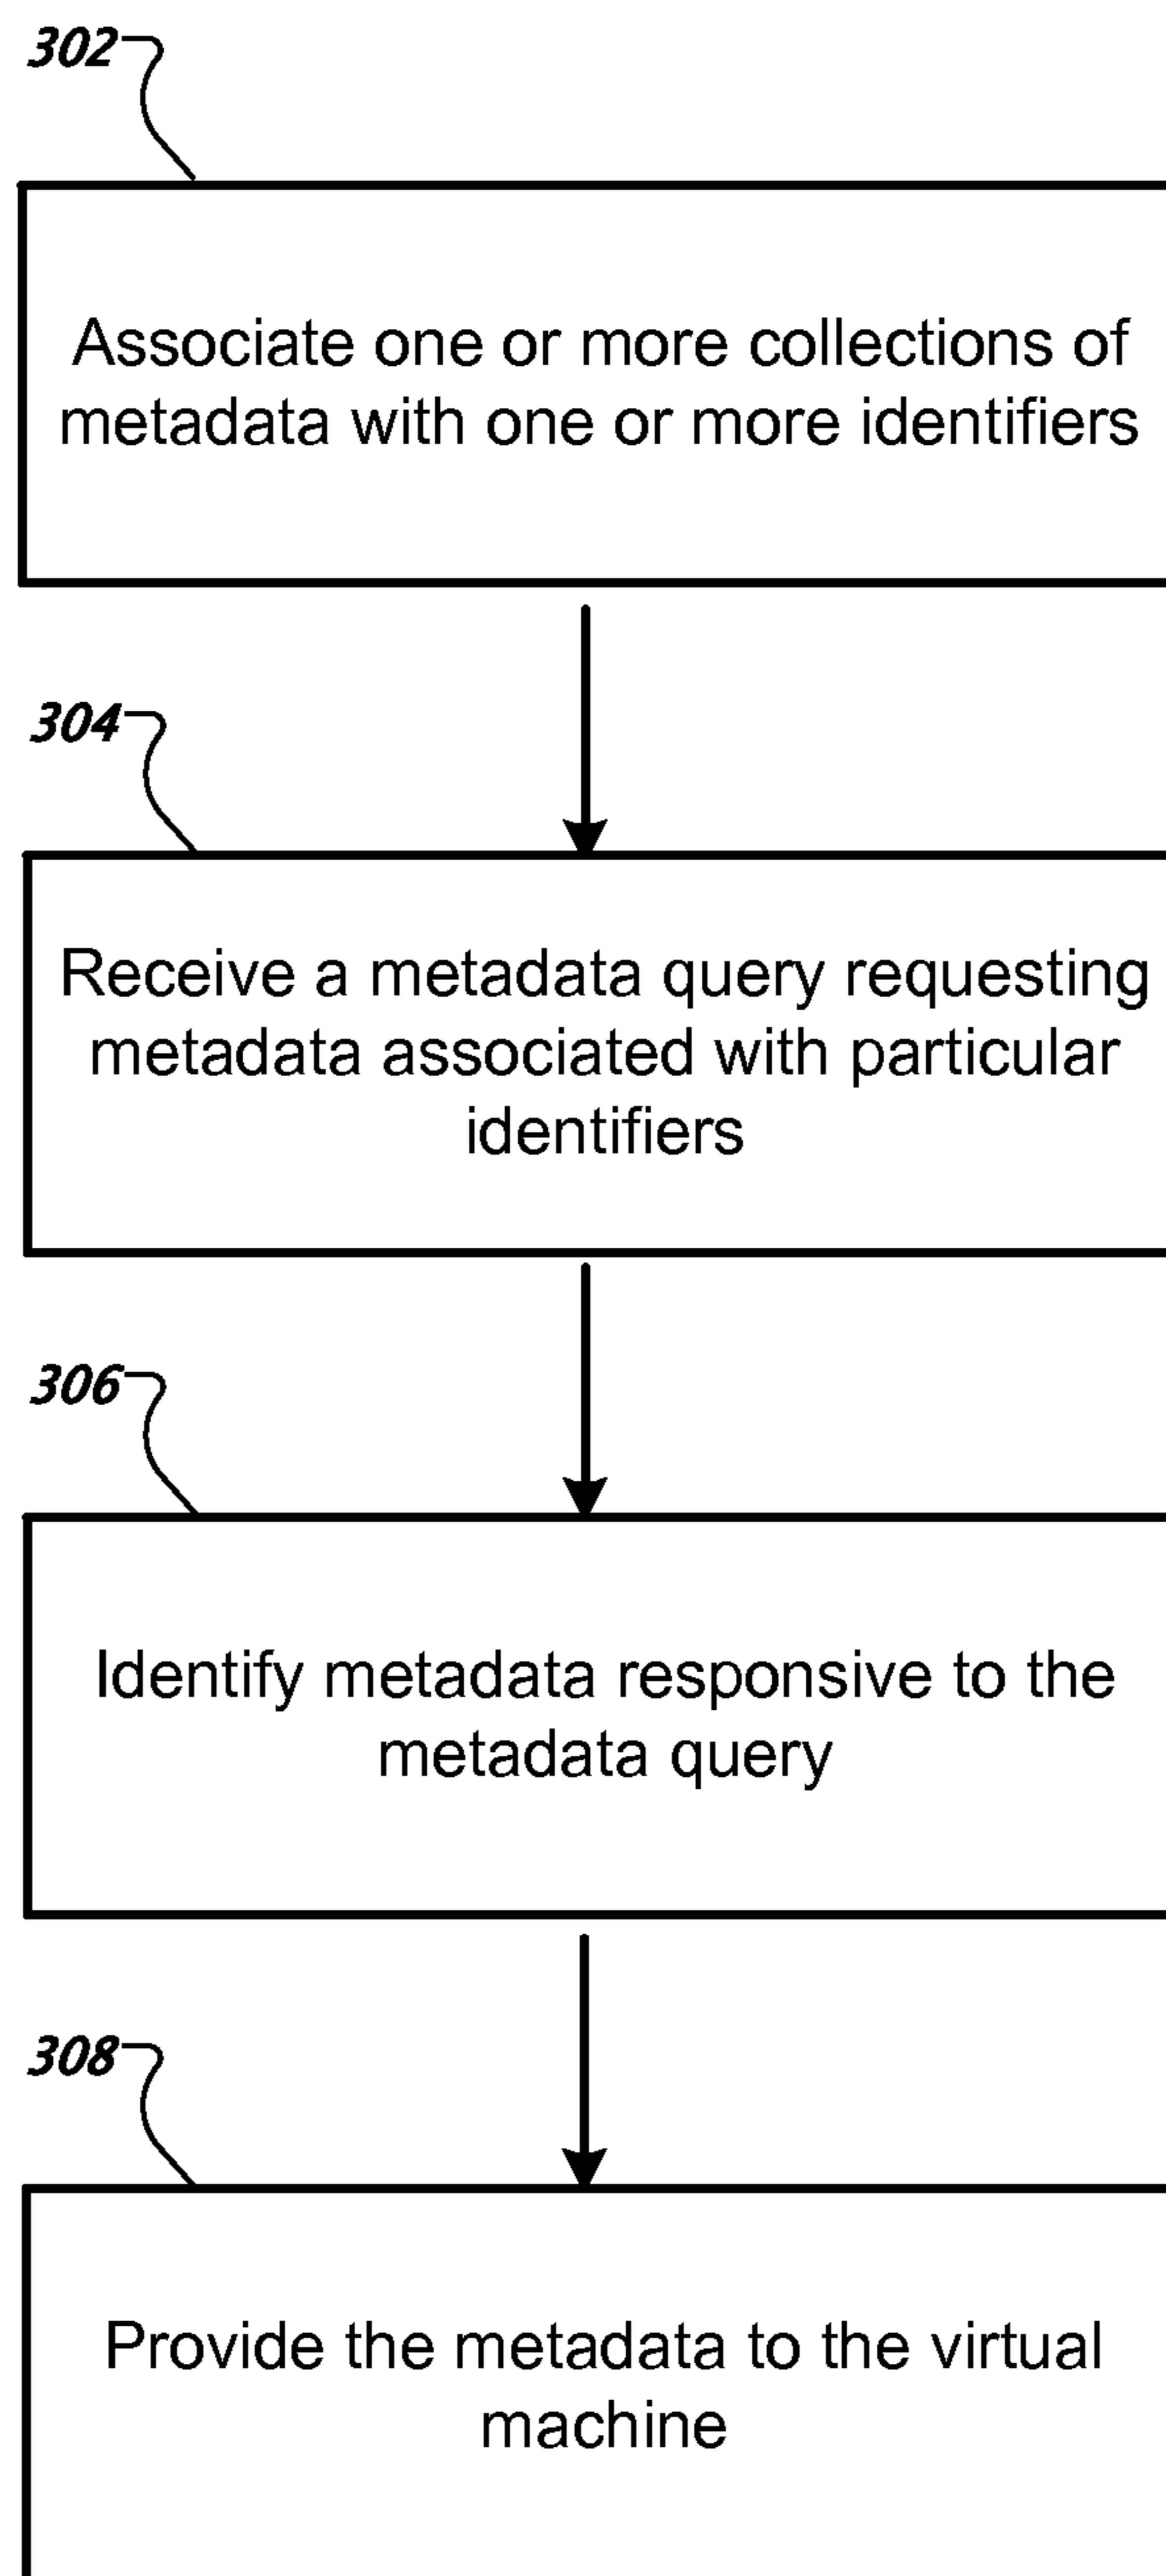 302
Associate one or more collections of
metadata with one or more identifiers
304
Receive a metadata query requesting
metadata associated with particular
identifiers
306
Identify metadata responsive to the
metadata query
308
Provide the metadata to the virtual
machine